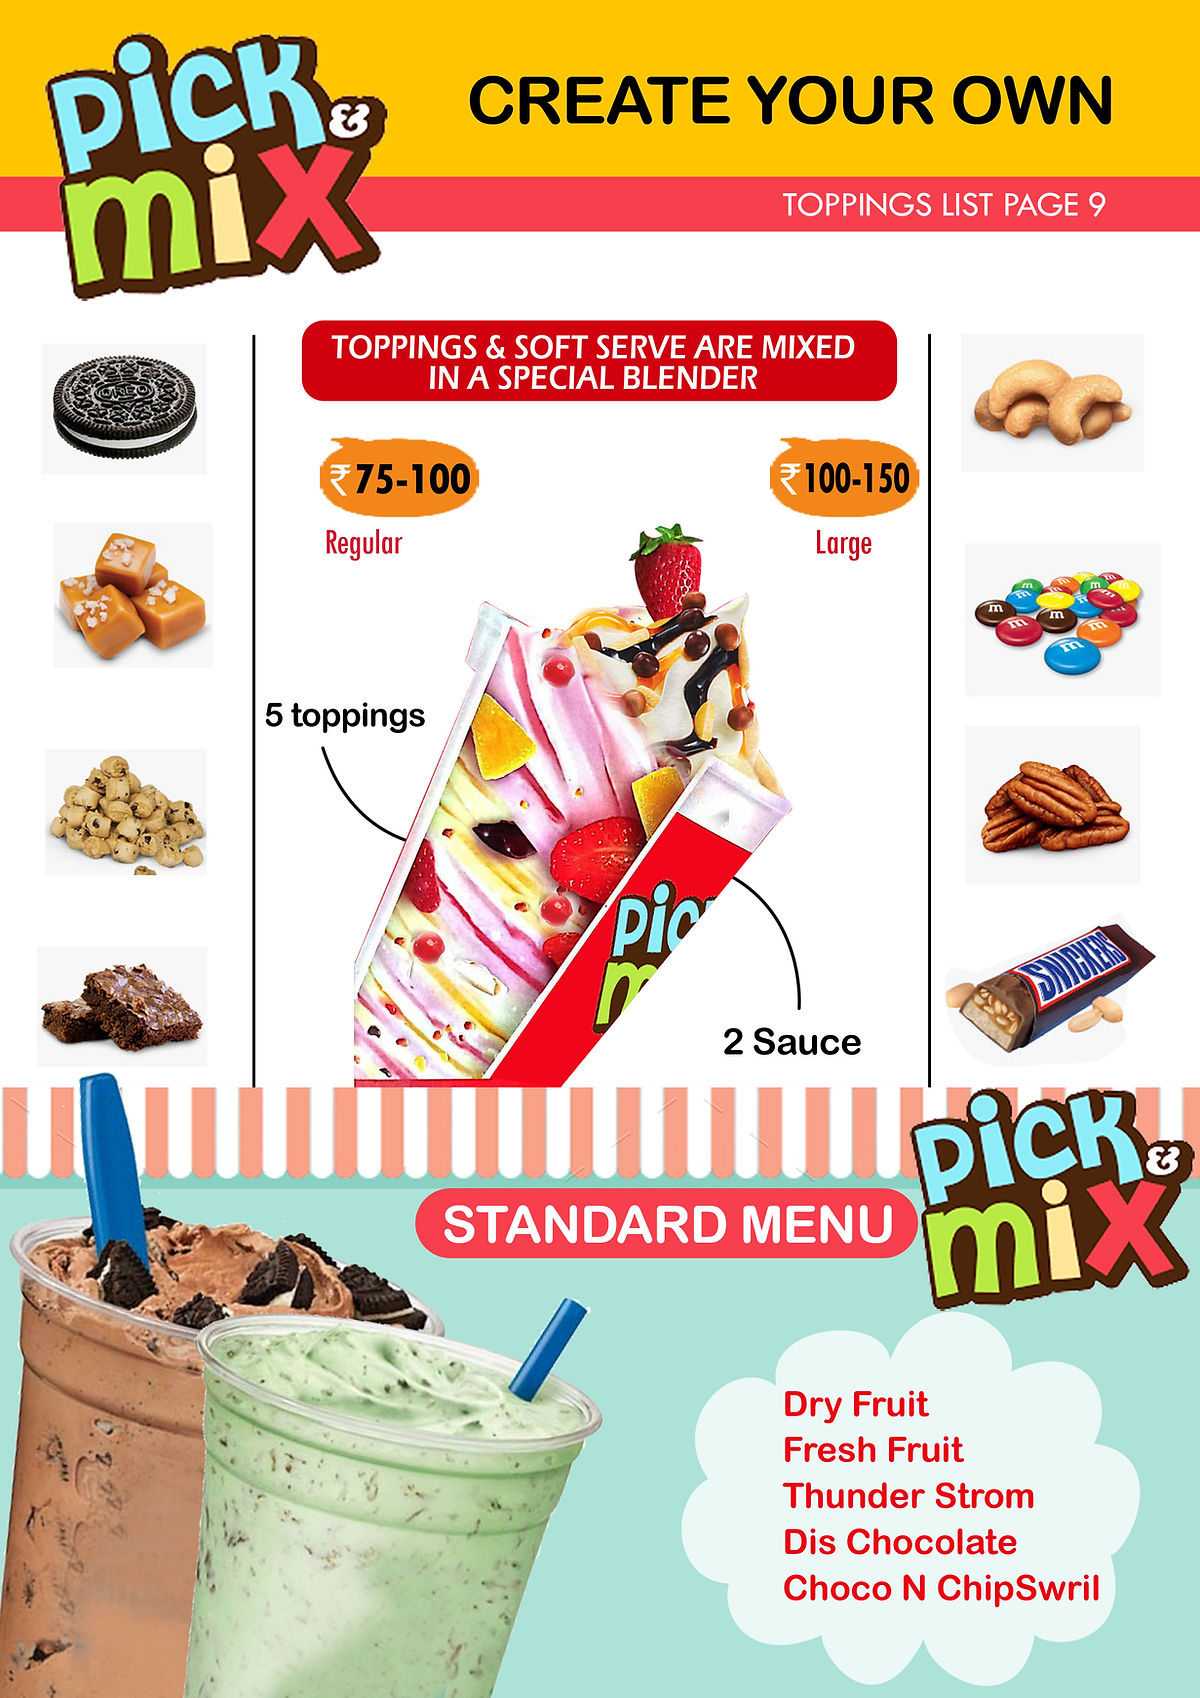 Pick &
mix
CREATE YOUR OWN
TOPPINGS LIST PAGE 9
TOPPINGS & SOFT SERVE ARE MIXED
IN A SPECIAL BLENDER
OREO
₹75-100
₹100-150
Regular
Large
m m m m m m
5 toppings
Pic
m
SNICKERS
2 Sauce
Pick &
mix
STANDARD MENU
Dry Fruit
Fresh Fruit
Thunder Strom
Dis Chocolate
Choco N ChipSwril